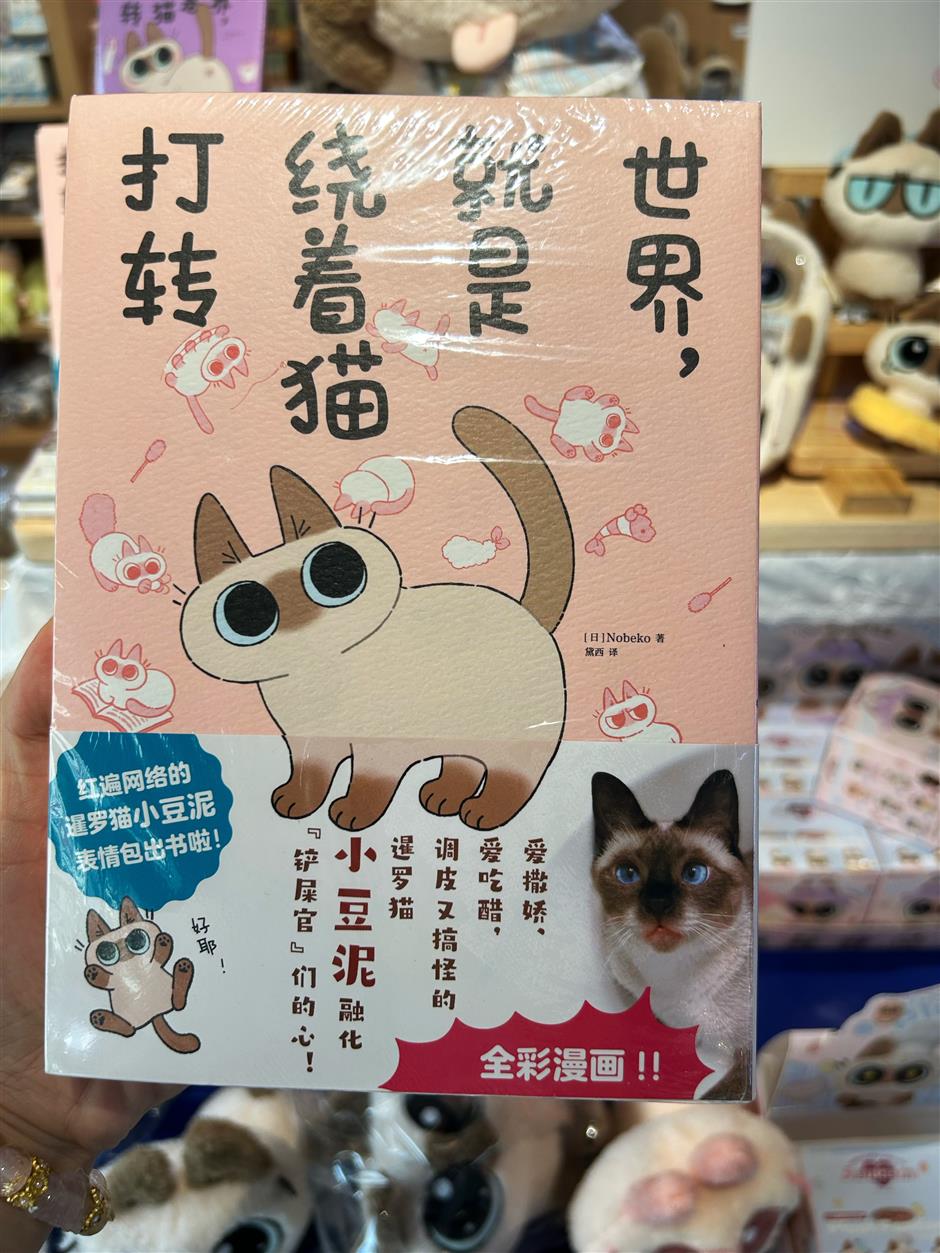 世界，
就是
绕着猫
打转
[日]Nobeko 著
黛西 译
红遍网络的
暹罗猫小豆泥
表情包出书啦！
好耶！
爱撒娇、
爱吃醋，
调皮又搞怪的
暹罗猫
小豆泥融化
『铲屎官』们的心！
全彩漫画！！